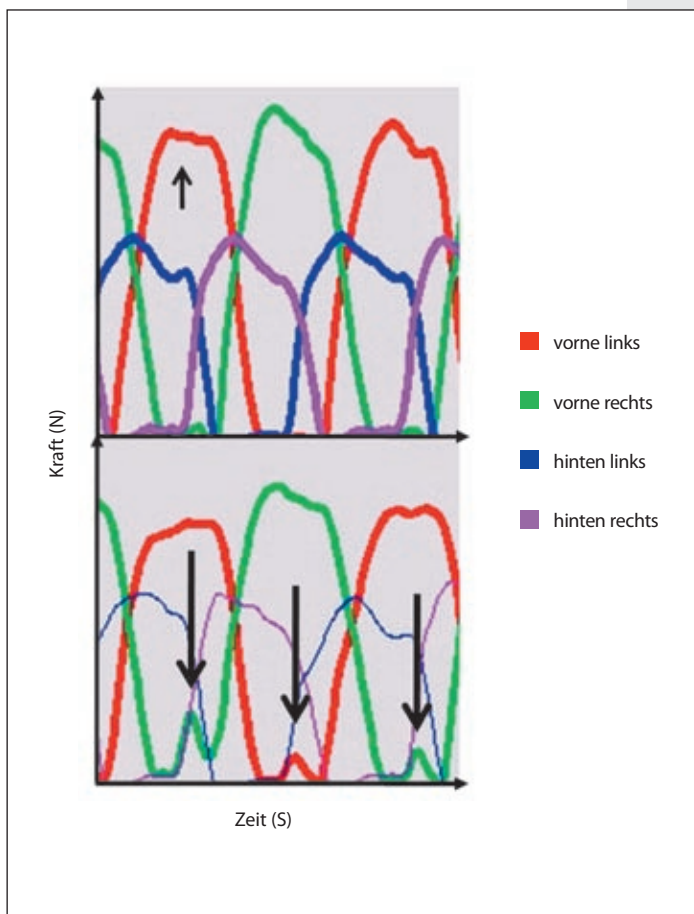 Kraft (N)
Zeit (S)
vorne links
vorne rechts
hinten links
hinten rechts